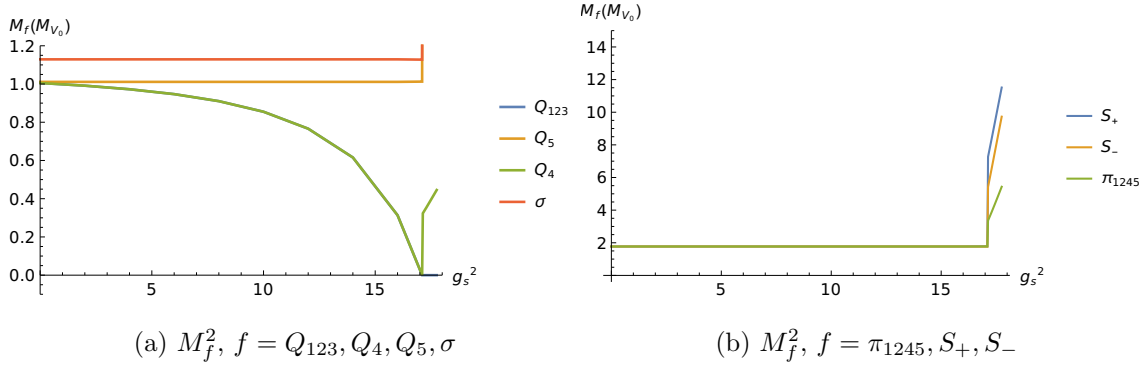 M_f(M_{V_0})
1.2
1.0
0.8
0.6
0.4
0.2
0.0
5
10
15
g_s^2
Q_{123}
Q_5
Q_4
σ
(a) M_f^2, f = Q_{123}, Q_4, Q_5, σ
M_f(M_{V_0})
14
12
10
8
6
4
2
5
10
15
g_s^2
S_+
S_-
π_{1245}
(b) M_f^2, f = π_{1245}, S_+, S_-